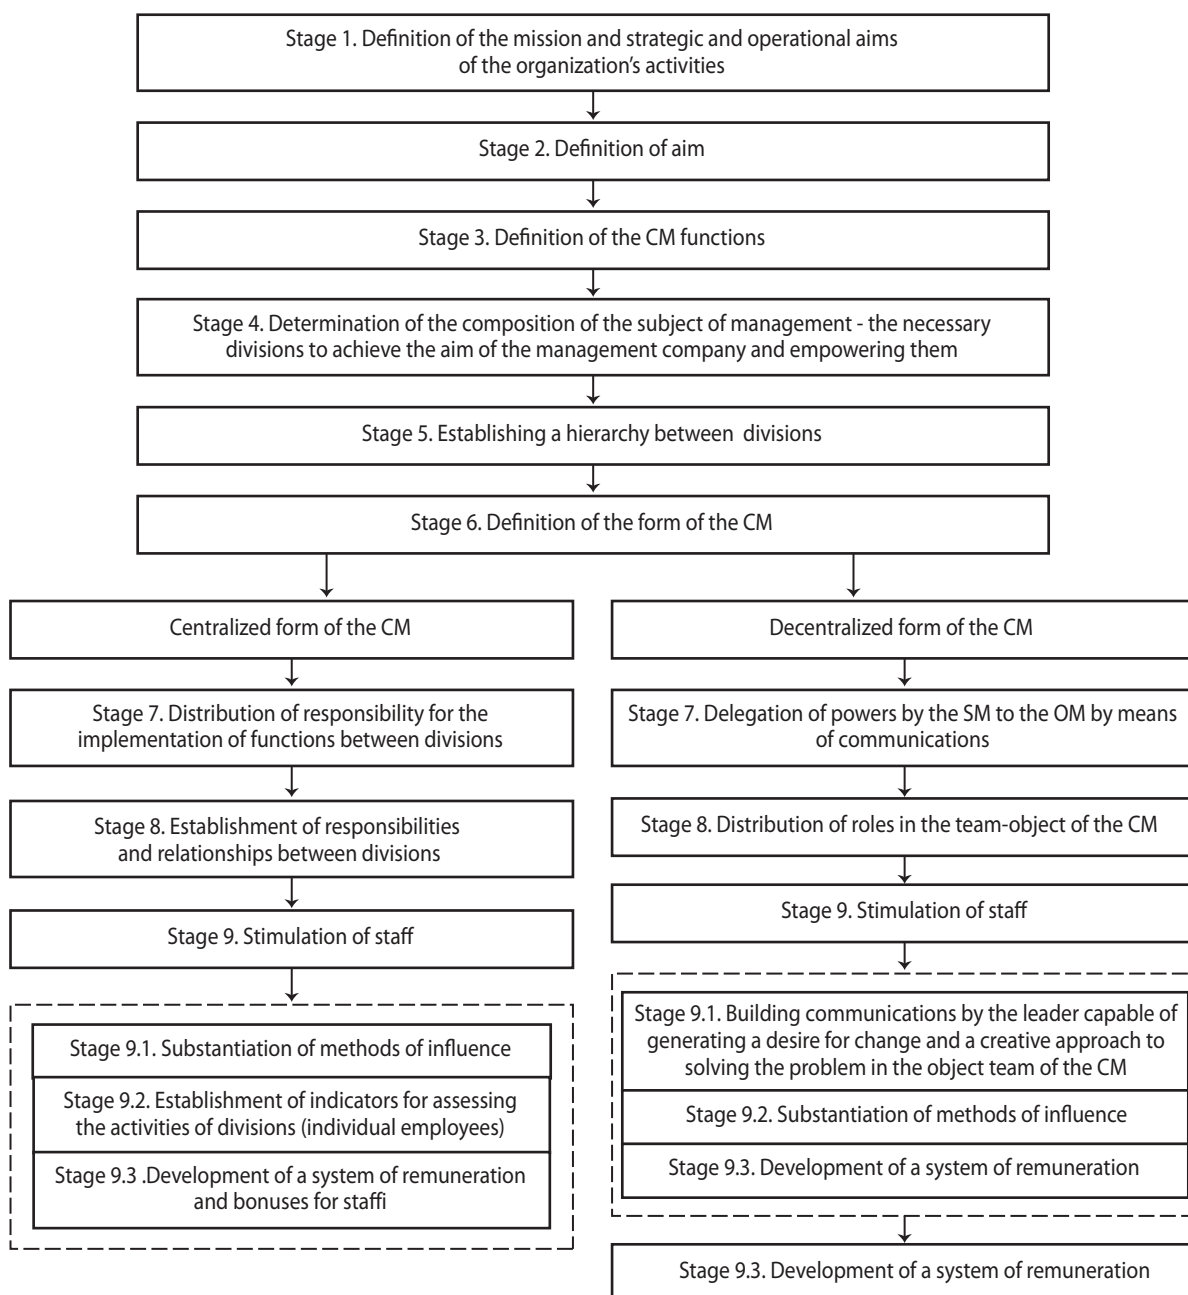 Stage 1. Definition of the mission and strategic and operational aims
of the organization's activities
Stage 2. Definition of aim
Stage 3. Definition of the CM functions
Stage 4. Determination of the composition of the subject of management - the necessary
divisions to achieve the aim of the management company and empowering them
Stage 5. Establishing a hierarchy between divisions
Stage 6. Definition of the form of the CM
Centralized form of the CM
Stage 7. Distribution of responsibility for the
implementation of functions between divisions
Stage 8. Establishment of responsibilities
and relationships between divisions
Stage 9. Stimulation of staff
Stage 9.1. Substantiation of methods of influence
Stage 9.2. Establishment of indicators for assessing
the activities of divisions (individual employees)
Stage 9.3 .Development of a system of remuneration
and bonuses for staffi
Decentralized form of the CM
Stage 7. Delegation of powers by the SM to the OM by means
of communications
Stage 8. Distribution of roles in the team-object of the CM
Stage 9. Stimulation of staff
Stage 9.1. Building communications by the leader capable of
generating a desire for change and a creative approach to
solving the problem in the object team of the CM
Stage 9.2. Substantiation of methods of influence
Stage 9.3. Development of a system of remuneration
Stage 9.3. Development of a system of remuneration